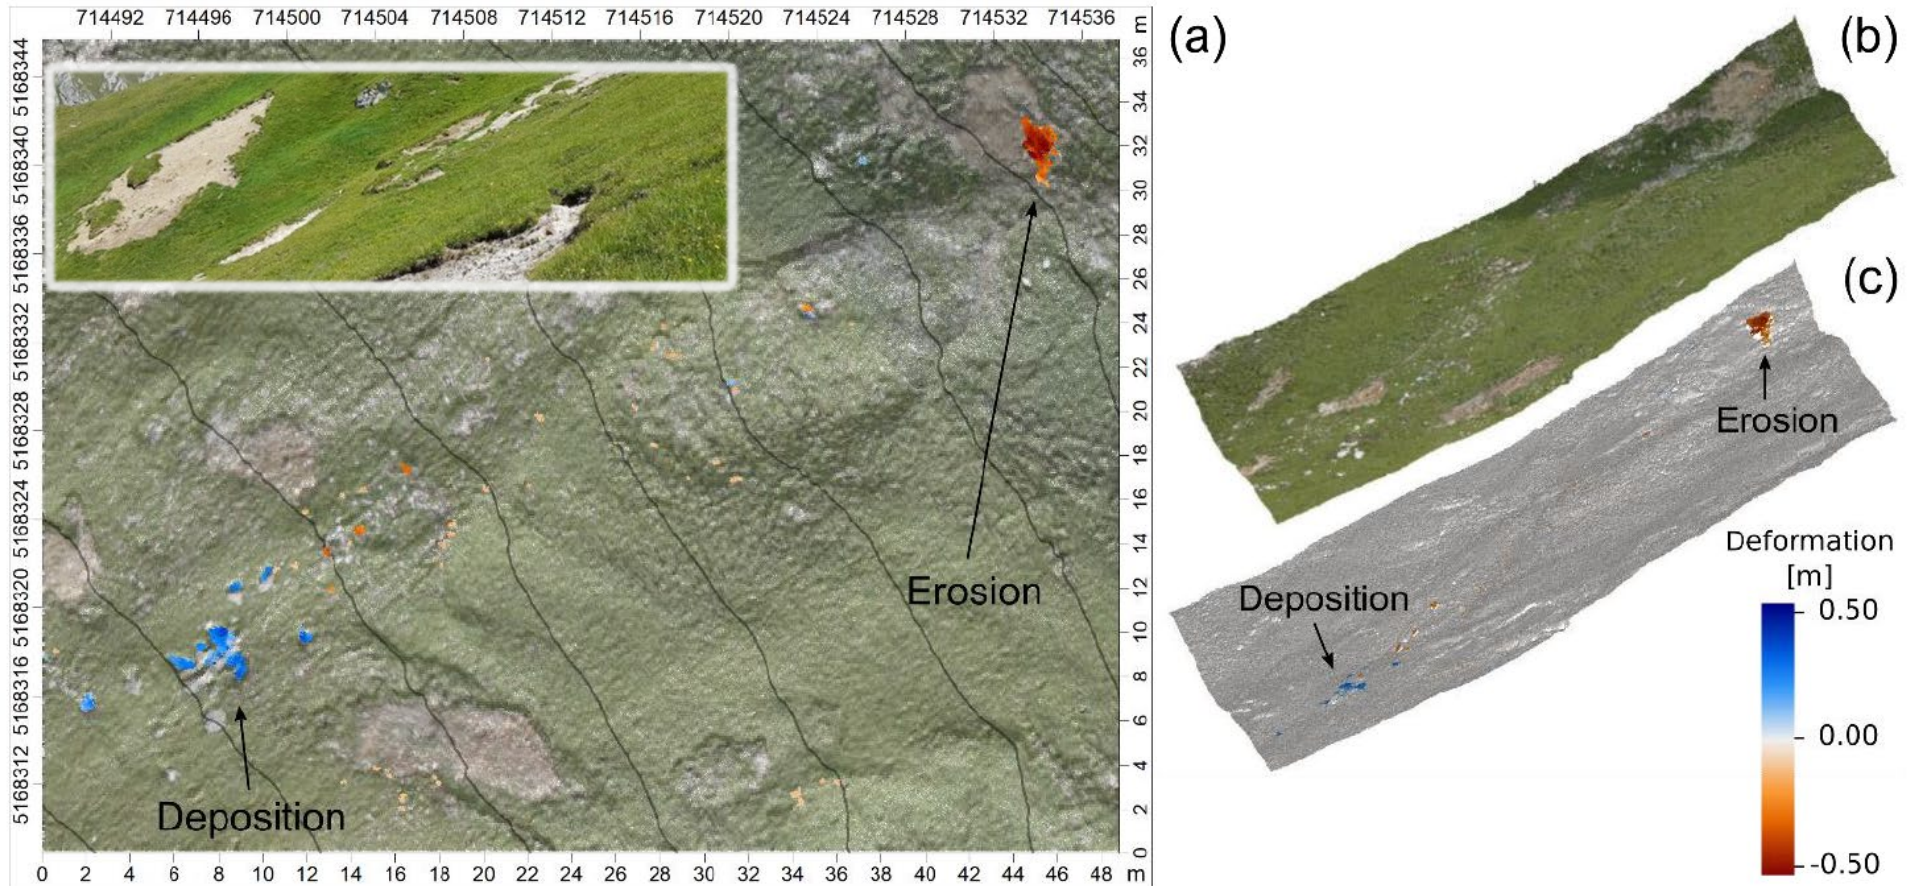 714492 714496 714500 714504 714508 714512 714516 714520 714524 714528 714532 714536 m
5168344 5168340 5168336 5168332 5168328 5168324 5168320 5168316 5168312
36 34 32 30 28 26 24 22 20 18 16 14 12 10 8 6 4 2 0
Erosion
Deposition
0 2 4 6 8 10 12 14 16 18 20 22 24 26 28 30 32 34 36 38 40 42 44 46 m 48
(a)
(b)
(c)
Erosion
Deposition
Deformation
[m]
0.50
0.00
-0.50